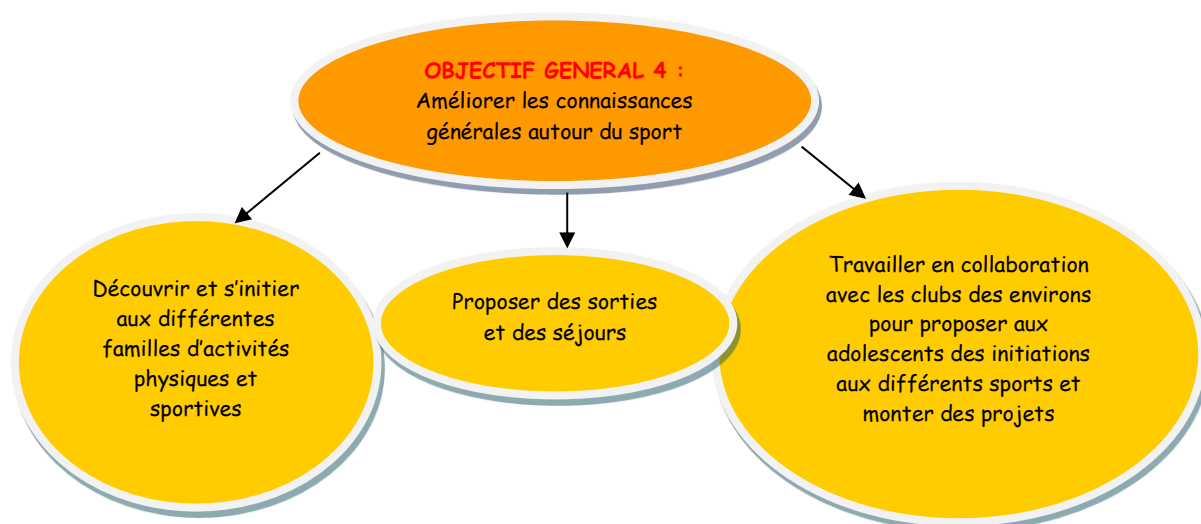 OBJECTIF GENERAL 4 :
Améliorer les connaissances
générales autour du sport
Découvrir et s’initier
aux différentes
familles d’activités
physiques et
sportives
Proposer des sorties
et des séjours
Travailler en collaboration
avec les clubs des environs
pour proposer aux
adolescents des initiations
aux différents sports et
monter des projets